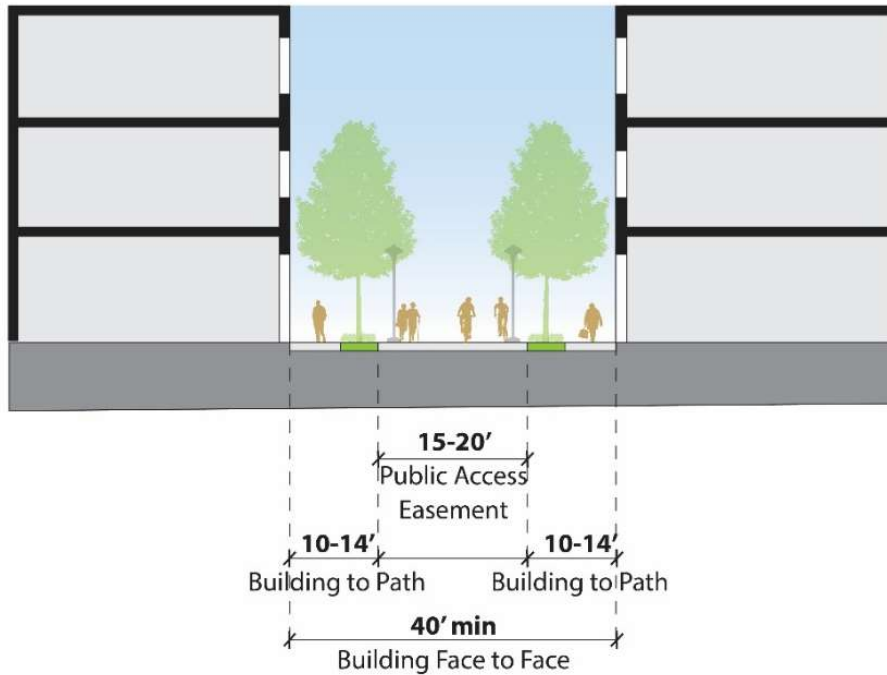 15-20’
Public Access
Easement
10-14’ 10-14’
Building to Path Building to Path
40’ min
Building Face to Face